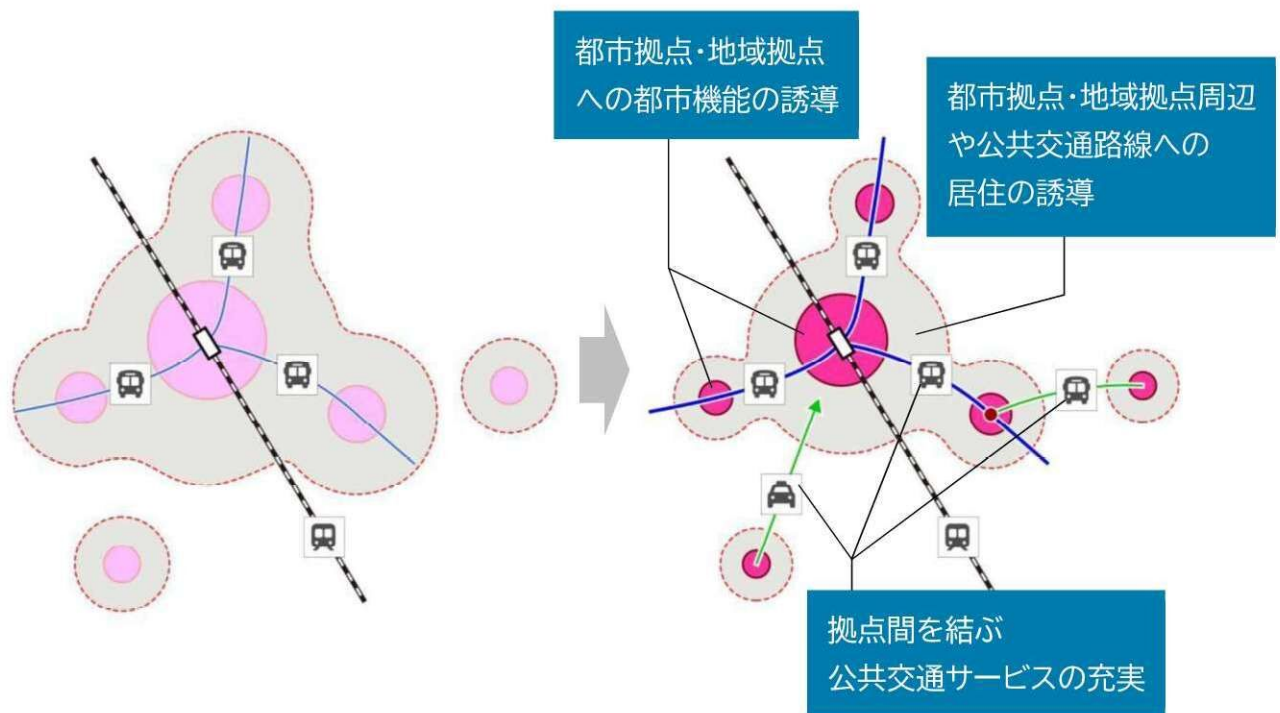 都市拠点・地域拠点
への都市機能の誘導
都市拠点・地域拠点周辺
や公共交通路線への
居住の誘導
拠点間を結ぶ
公共交通サービスの充実